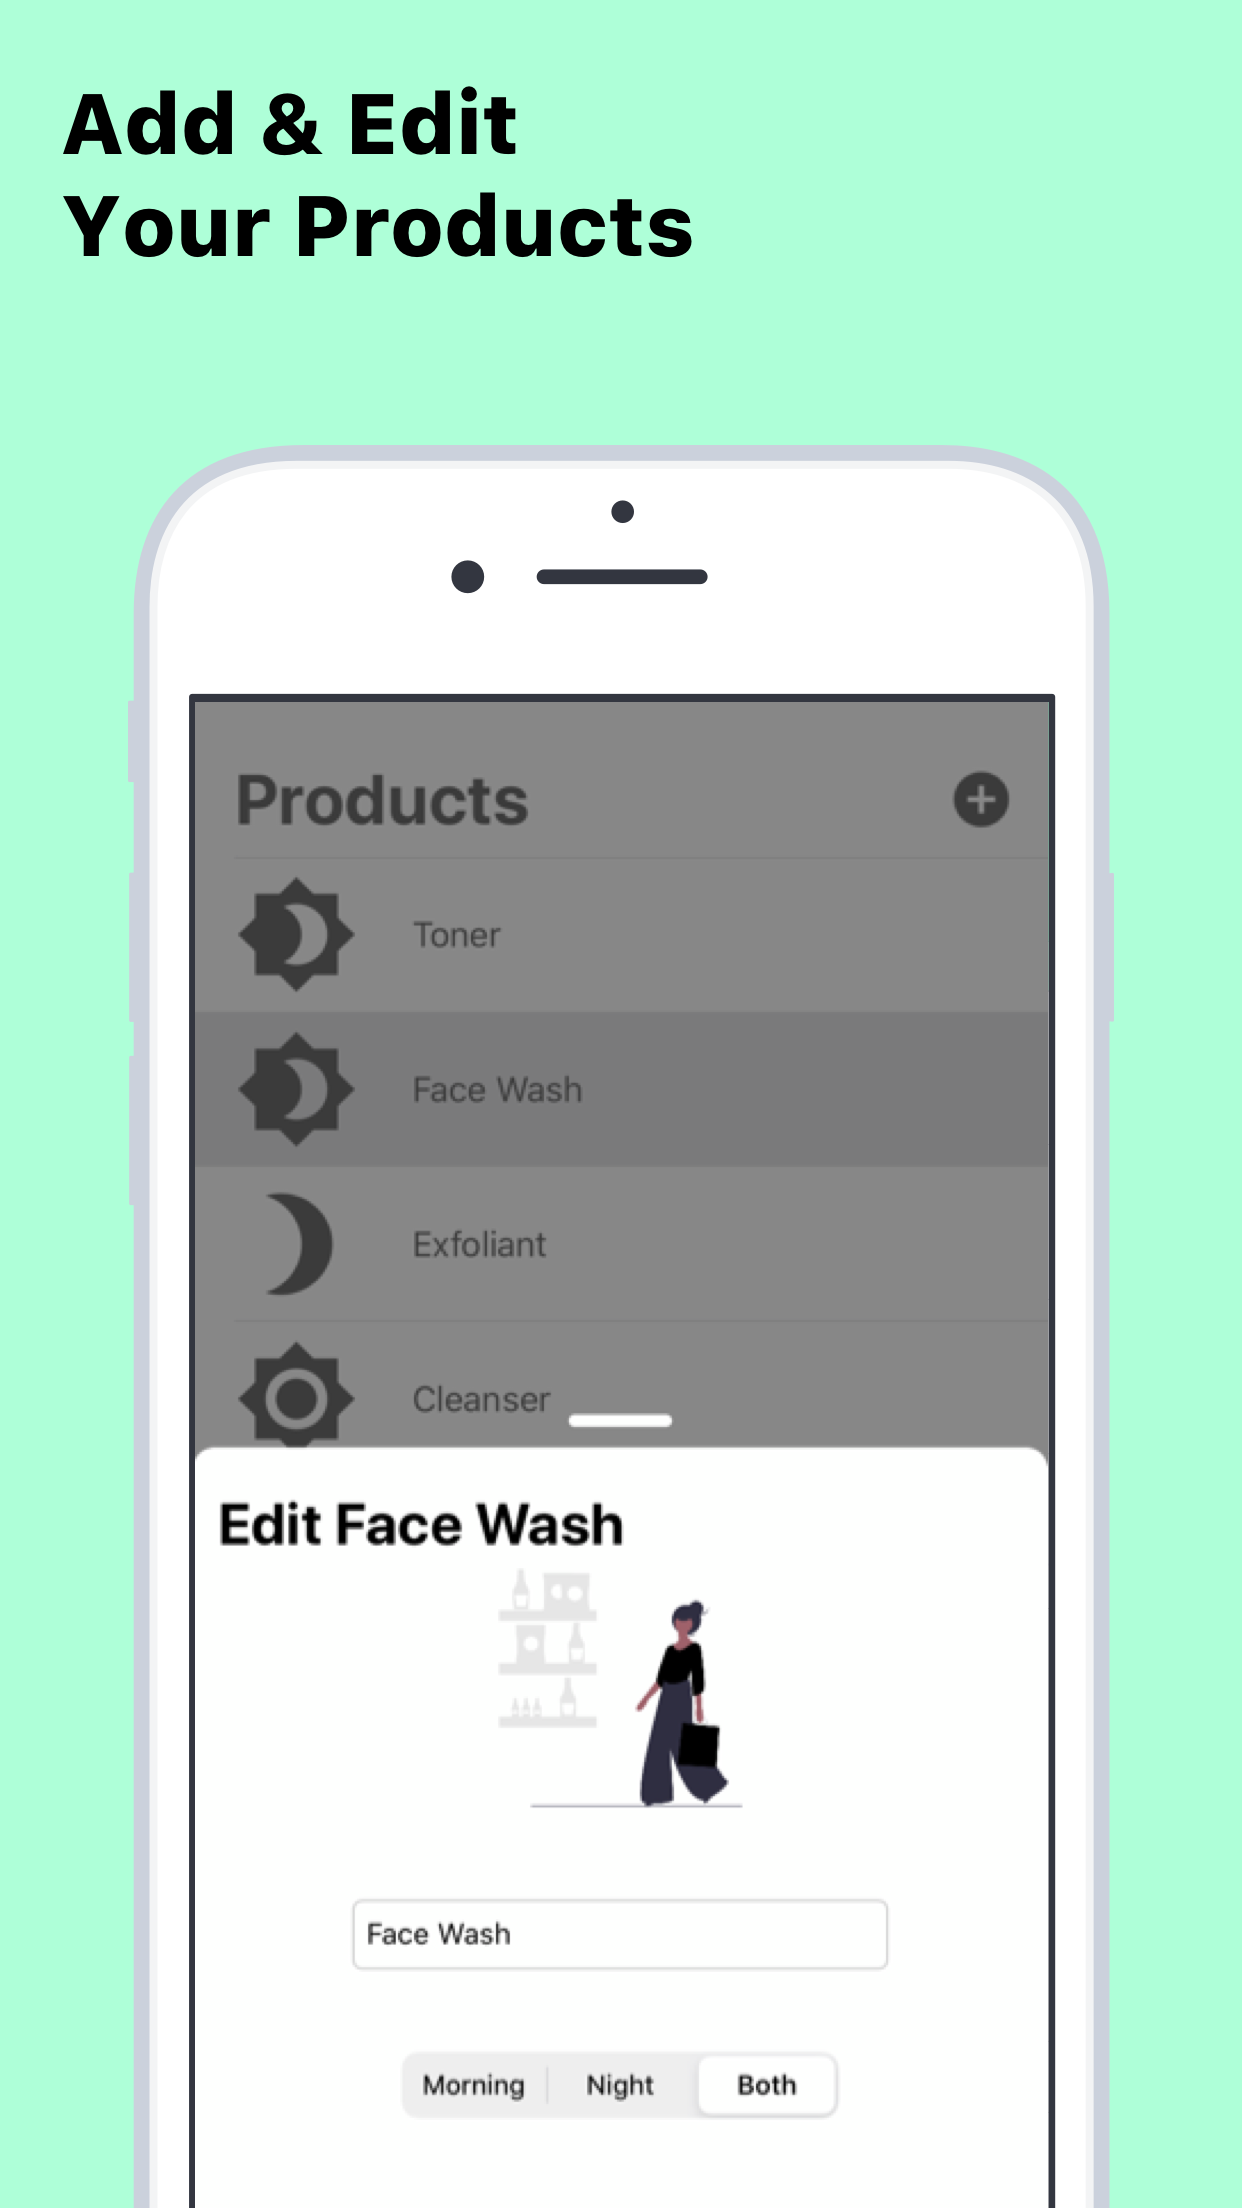 Add & Edit
Your Products
Products
Toner
Face Wash
Exfoliant
Cleanser
Edit Face Wash
Face Wash
Morning Night Both